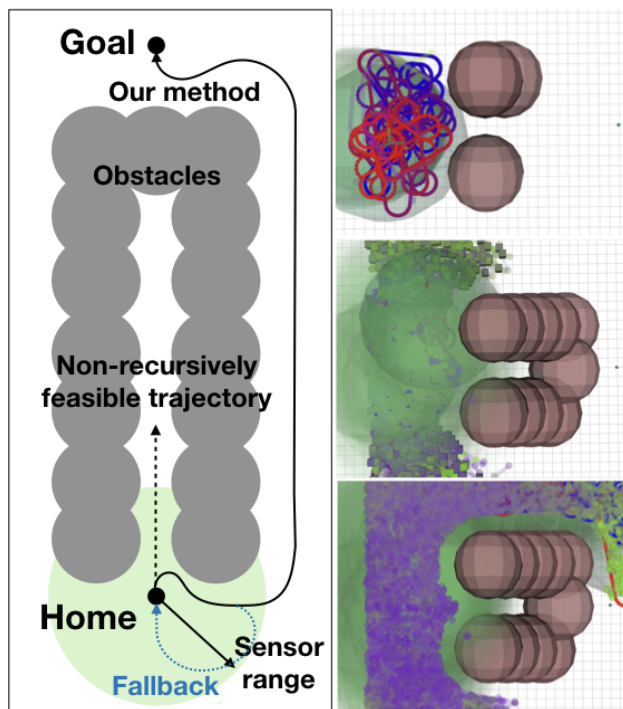 Goal
Our method
Obstacles
Non-recursively
feasible trajectory
Home
Sensor
range
Fallback